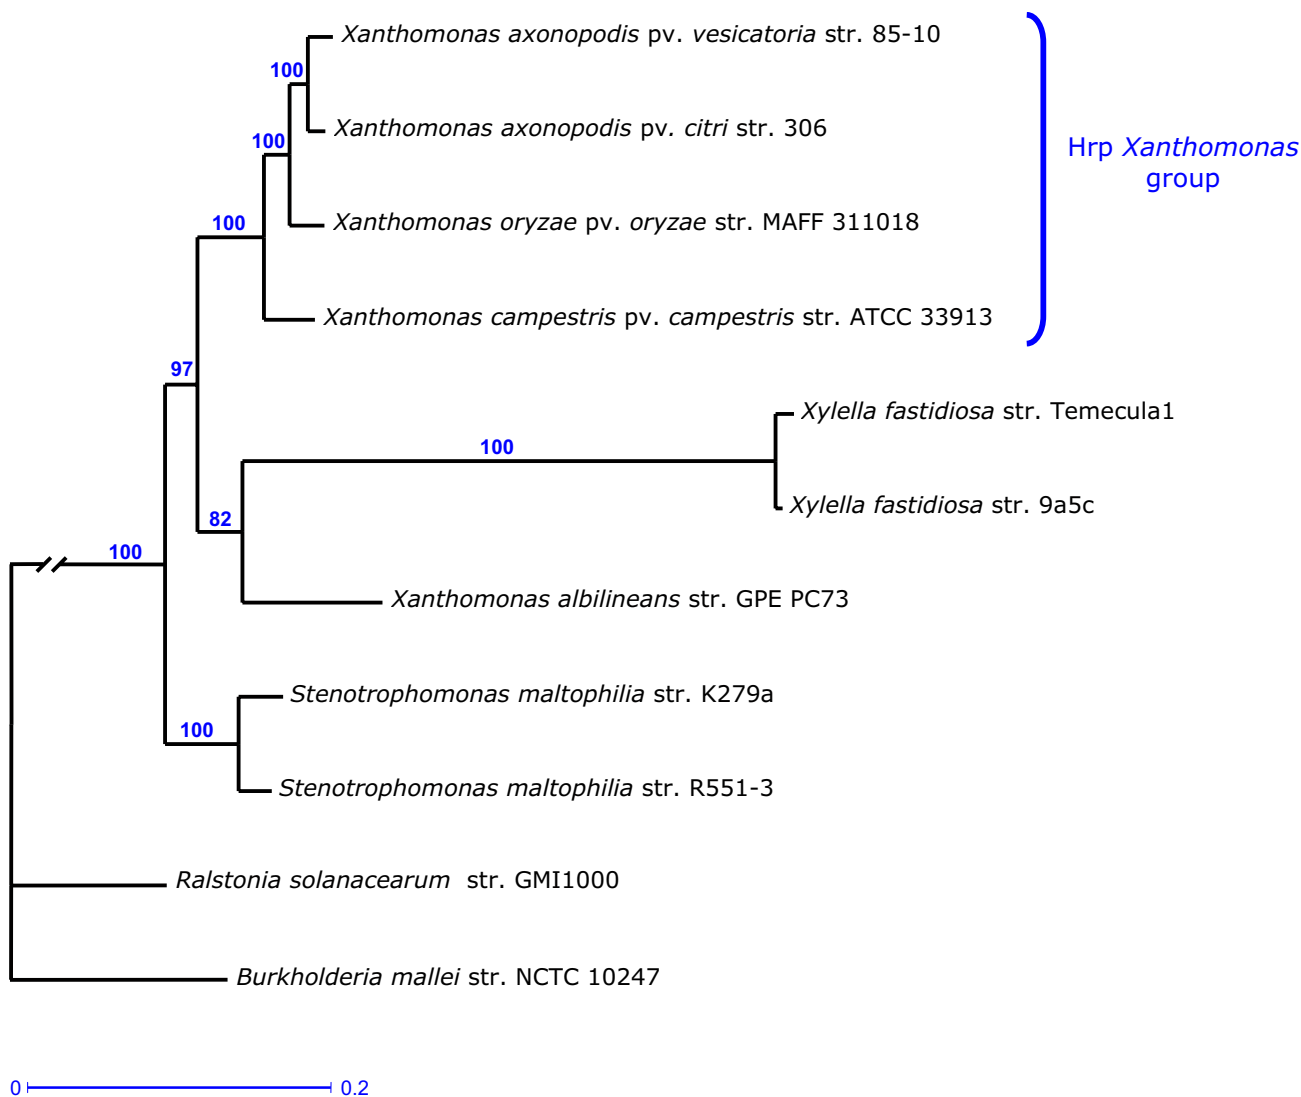 Xanthomonas axonopodis pv. vesicatoria str. 85-10
100
Xanthomonas axonopodis pv. citri str. 306
100
Hrp Xanthomonas
group
Xanthomonas oryzae pv. oryzae str. MAFF 311018
100
Xanthomonas campestris pv. campestris str. ATCC 33913
97
Xylella fastidiosa str. Temecula1
100
Xylella fastidiosa str. 9a5c
82
100
Xanthomonas albilineans str. GPE PC73
Stenotrophomonas maltophilia str. K279a
100
Stenotrophomonas maltophilia str. R551-3
Ralstonia solanacearum str. GMI1000
Burkholderia mallei str. NCTC 10247
0 0.2